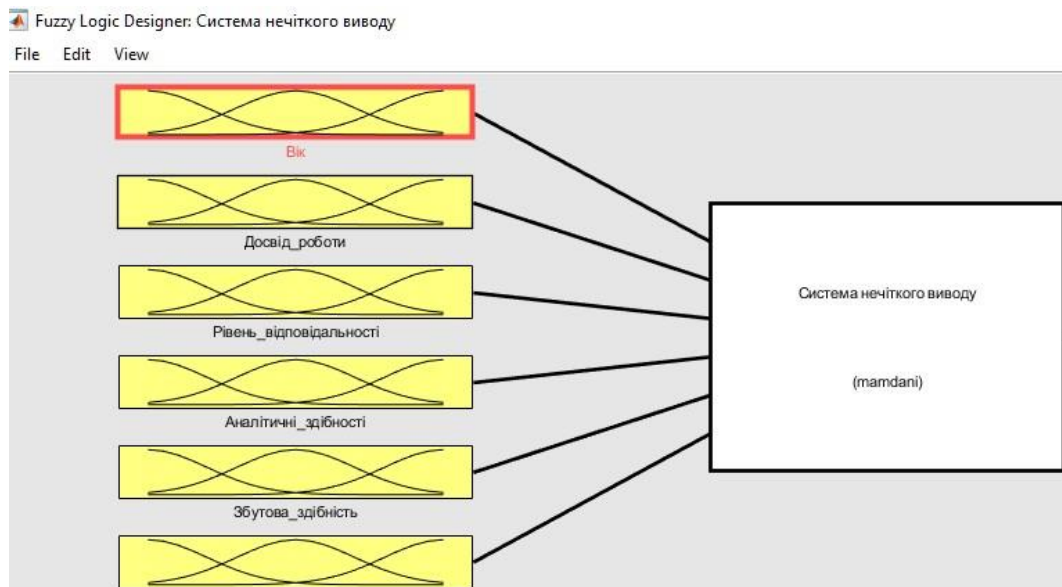 Fuzzy Logic Designer: Система нечіткого виводу
File Edit View
Вік
Досвід_роботи
Рівень_відповідальності
Аналітичні_здібності
Збутова_здібність
Система нечіткого виводу
(mamdani)